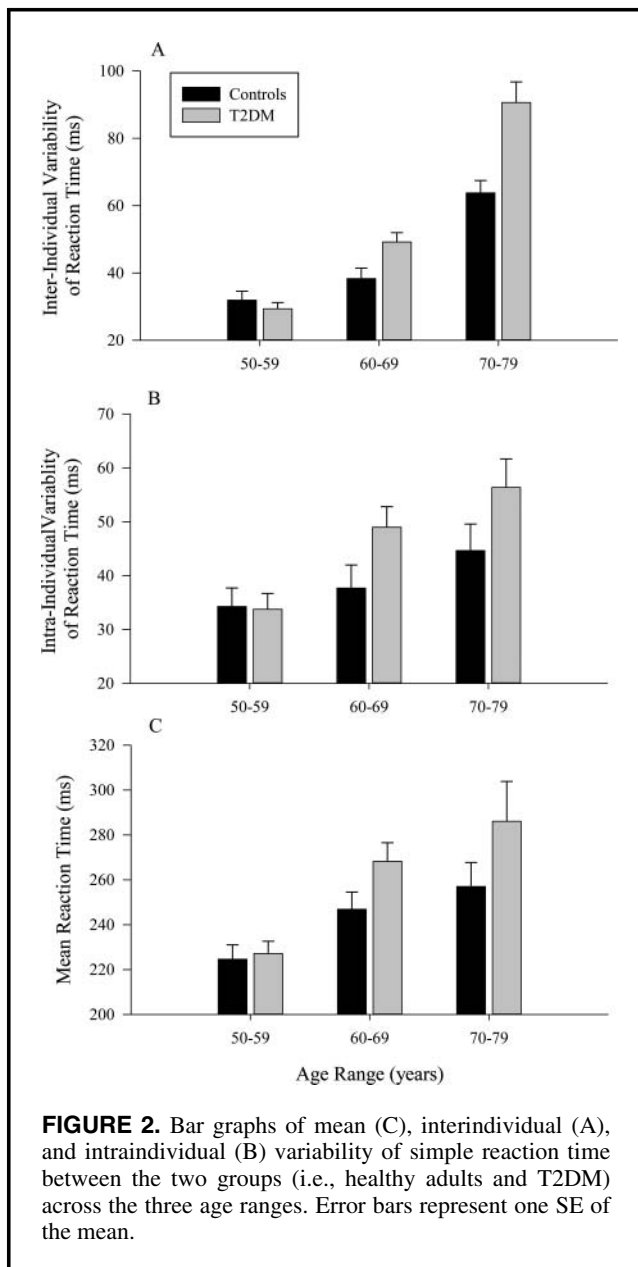 A
Controls
T2DM
Inter-Individual Variability
of Reaction Time (ms)
100
80
60
40
20
50-59 60-69 70-79
B
Intra-IndividualVariablity
of Reaction Time (ms)
70
60
50
40
30
20
50-59 60-69 70-79
C
Mean Reaction Time (ms)
320
300
280
260
240
220
200
50-59 60-69 70-79
Age Range (years)
FIGURE 2. Bar graphs of mean (C), interindividual (A),
and intraindividual (B) variability of simple reaction time
between the two groups (i.e., healthy adults and T2DM)
across the three age ranges. Error bars represent one SE of
the mean.